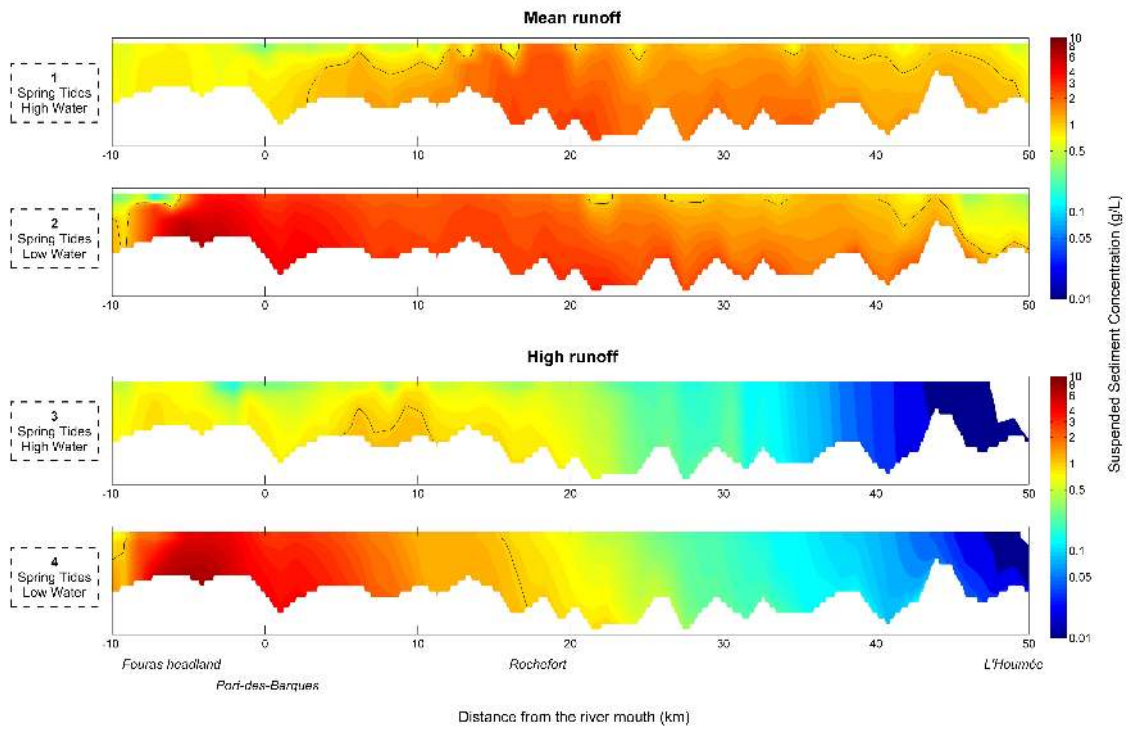 Mean runoff
1
Spring Tides
High Water
-10 0 10 20 30 40 50
2
Spring Tides
Low Water
-10 0 10 20 30 40 50
10
8
6
4
3
2
1
0.5
0.1
0.05
0.01
Suspended Sediment Concentration (g/L)
High runoff
3
Spring Tides
High Water
-10 0 10 20 30 40 50
4
Spring Tides
Low Water
-10 0 10 20 30 40 50
10
8
6
4
3
2
1
0.5
0.1
0.05
0.01
Fouras headland Rochefort L'Houmée
Port-des-Barques
Distance from the river mouth (km)